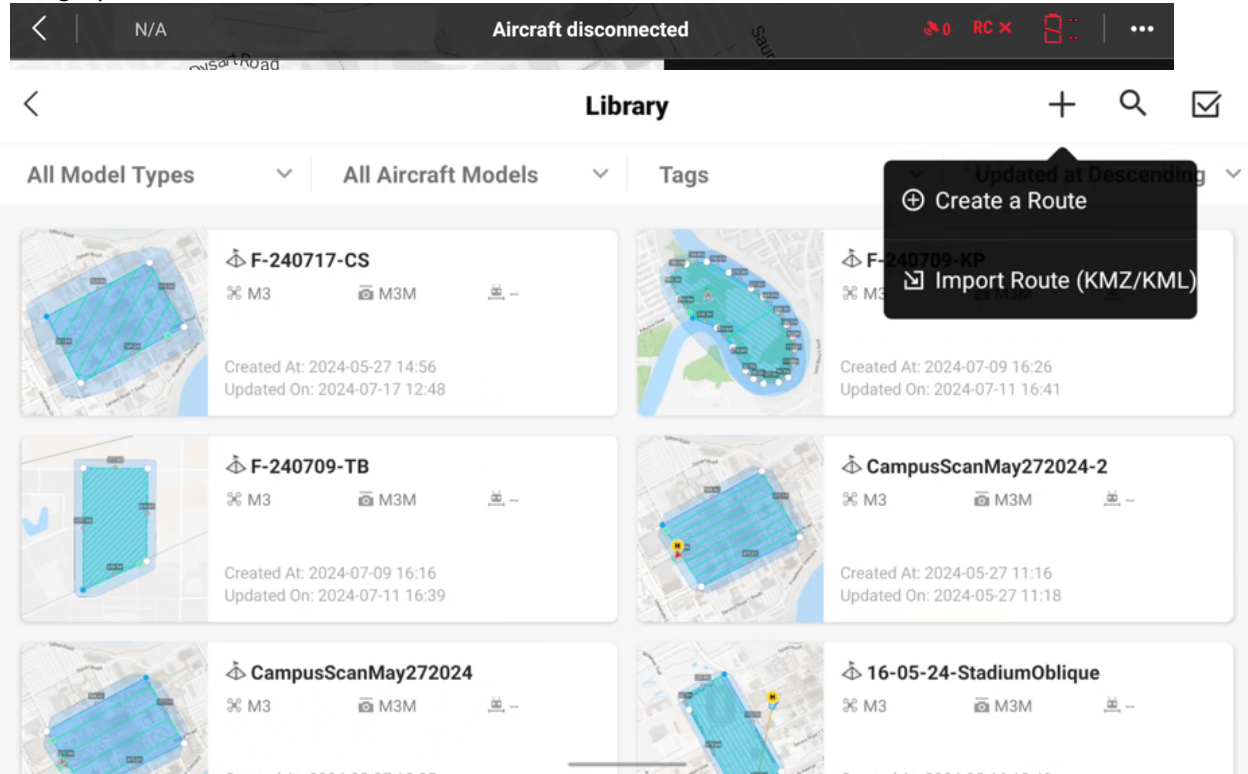 N/A
Aircraft disconnected
0
RC
--
--
Library
All Model Types
All Aircraft Models
Tags
Updated at Descending
Create a Route
Import Route (KMZ/KML)
F-240717-CS
M3
M3M
--
Created At: 2024-05-27 14:56
Updated On: 2024-07-17 12:48
F-240709-KP
M3
M3M
Created At: 2024-07-09 16:26
Updated On: 2024-07-11 16:41
F-240709-TB
M3
M3M
--
Created At: 2024-07-09 16:16
Updated On: 2024-07-11 16:39
CampusScanMay272024-2
M3
M3M
--
Created At: 2024-05-27 11:16
Updated On: 2024-05-27 11:18
CampusScanMay272024
M3
M3M
--
16-05-24-StadiumOblique
M3
M3M
--